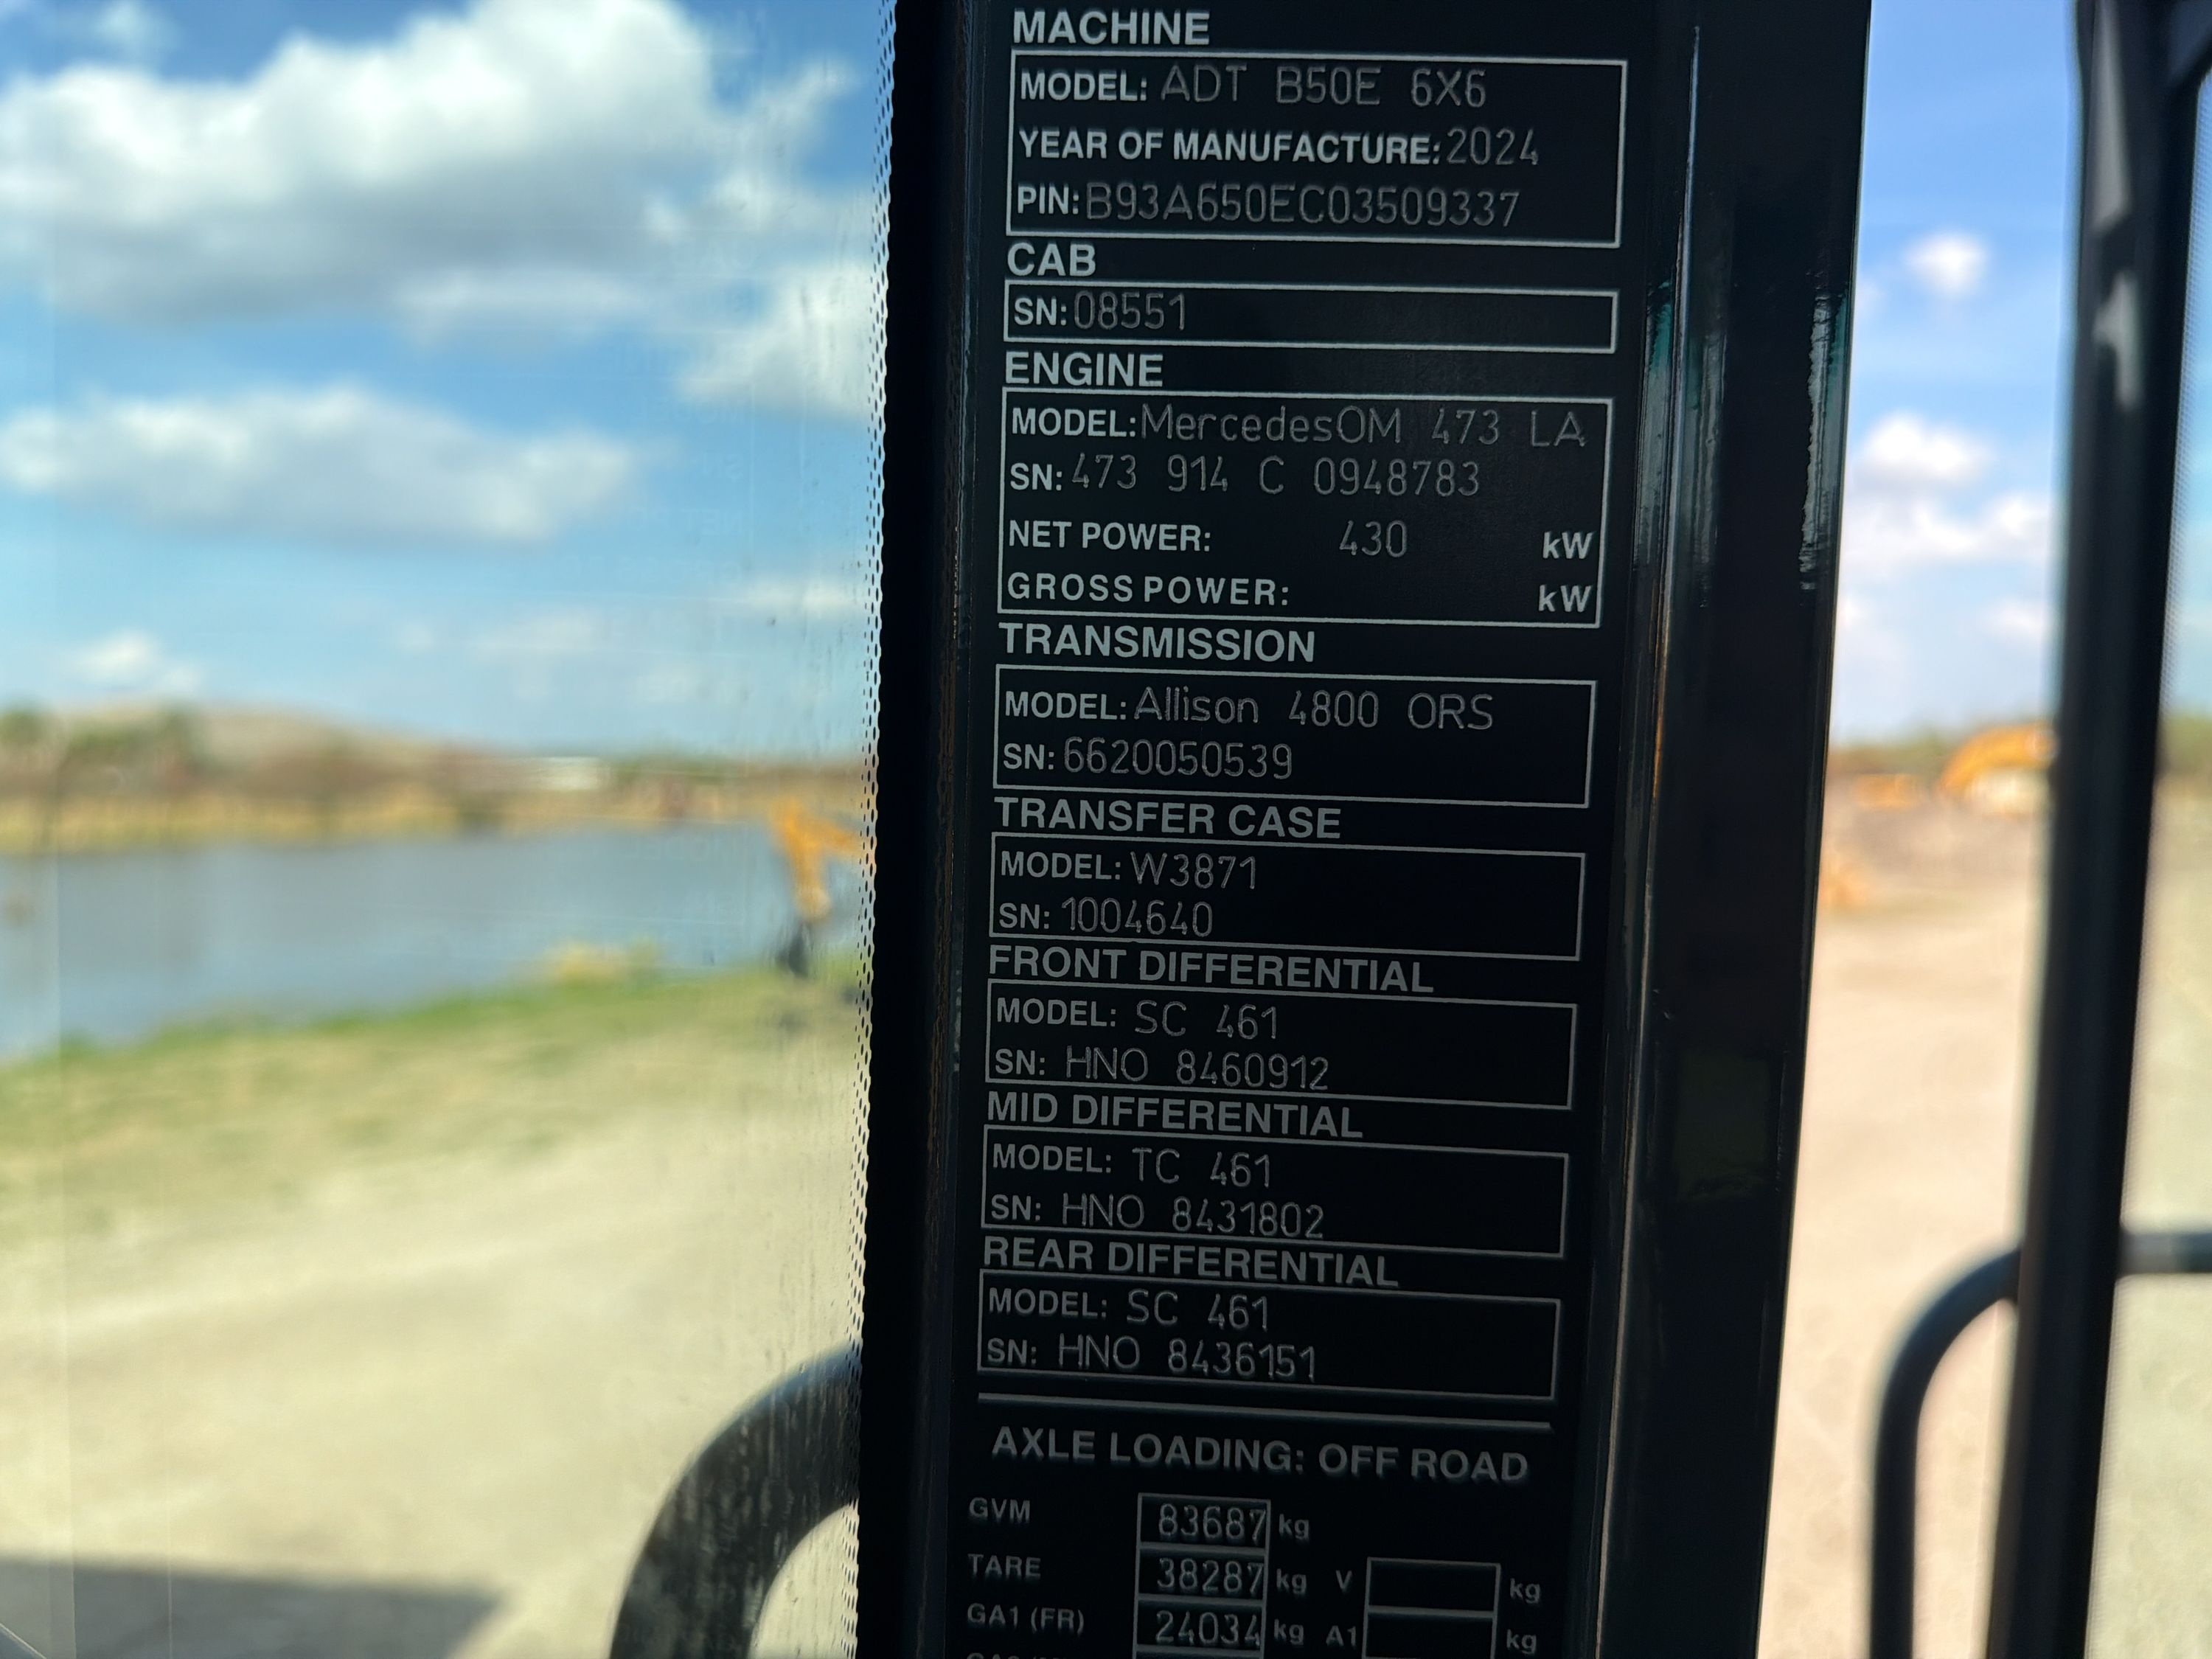 MACHINE
MODEL: ADT B50E 6X6
YEAR OF MANUFACTURE: 2024
PIN: B93A650EC03509337
CAB
SN: 08551
ENGINE
MODEL: MercedesOM 473 LA
SN: 473 914 C 0948783
NET POWER: 430 kW
GROSS POWER: kW
TRANSMISSION
MODEL: Allison 4800 ORS
SN: 6620050539
TRANSFER CASE
MODEL: W3871
SN: 1004640
FRONT DIFFERENTIAL
MODEL: SC 461
SN: HNO 8460912
MID DIFFERENTIAL
MODEL: TC 461
SN: HNO 8431802
REAR DIFFERENTIAL
MODEL: SC 461
SN: HNO 8436151
AXLE LOADING: OFF ROAD
GVM 83687 kg
TARE 38287 kg V kg
GA1 (FR) 24034 kg A1 kg